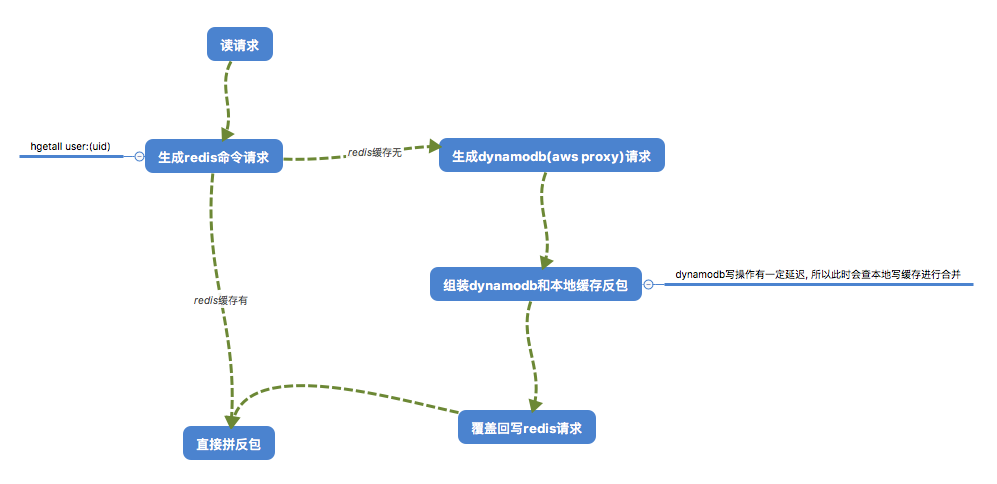 读请求
hgetall user:(uid)
生成redis命令请求
redis缓存无
生成dynamodb(aws proxy)请求
组装dynamodb和本地缓存反包
dynamodb写操作有一定延迟, 所以此时会查本地写缓存进行合并
redis缓存有
覆盖回写redis请求
直接拼反包